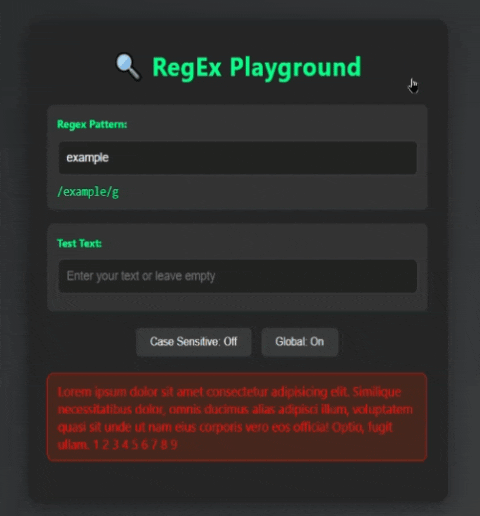 RegEx Playground
Regex Pattern:
example
/example/g
Test Text:
Enter your text or leave empty
Case Sensitive: Off
Global: On
Lorem ipsum dolor sit amet consectetur adipisicing elit. Similique
necessitatibus dolor, omnis ducimus alias adipisci illum, voluptatem
quasi sit unde ut nam eius corporis vero eos officia! Optio, fugit
ullam. 1 2 3 4 5 6 7 8 9